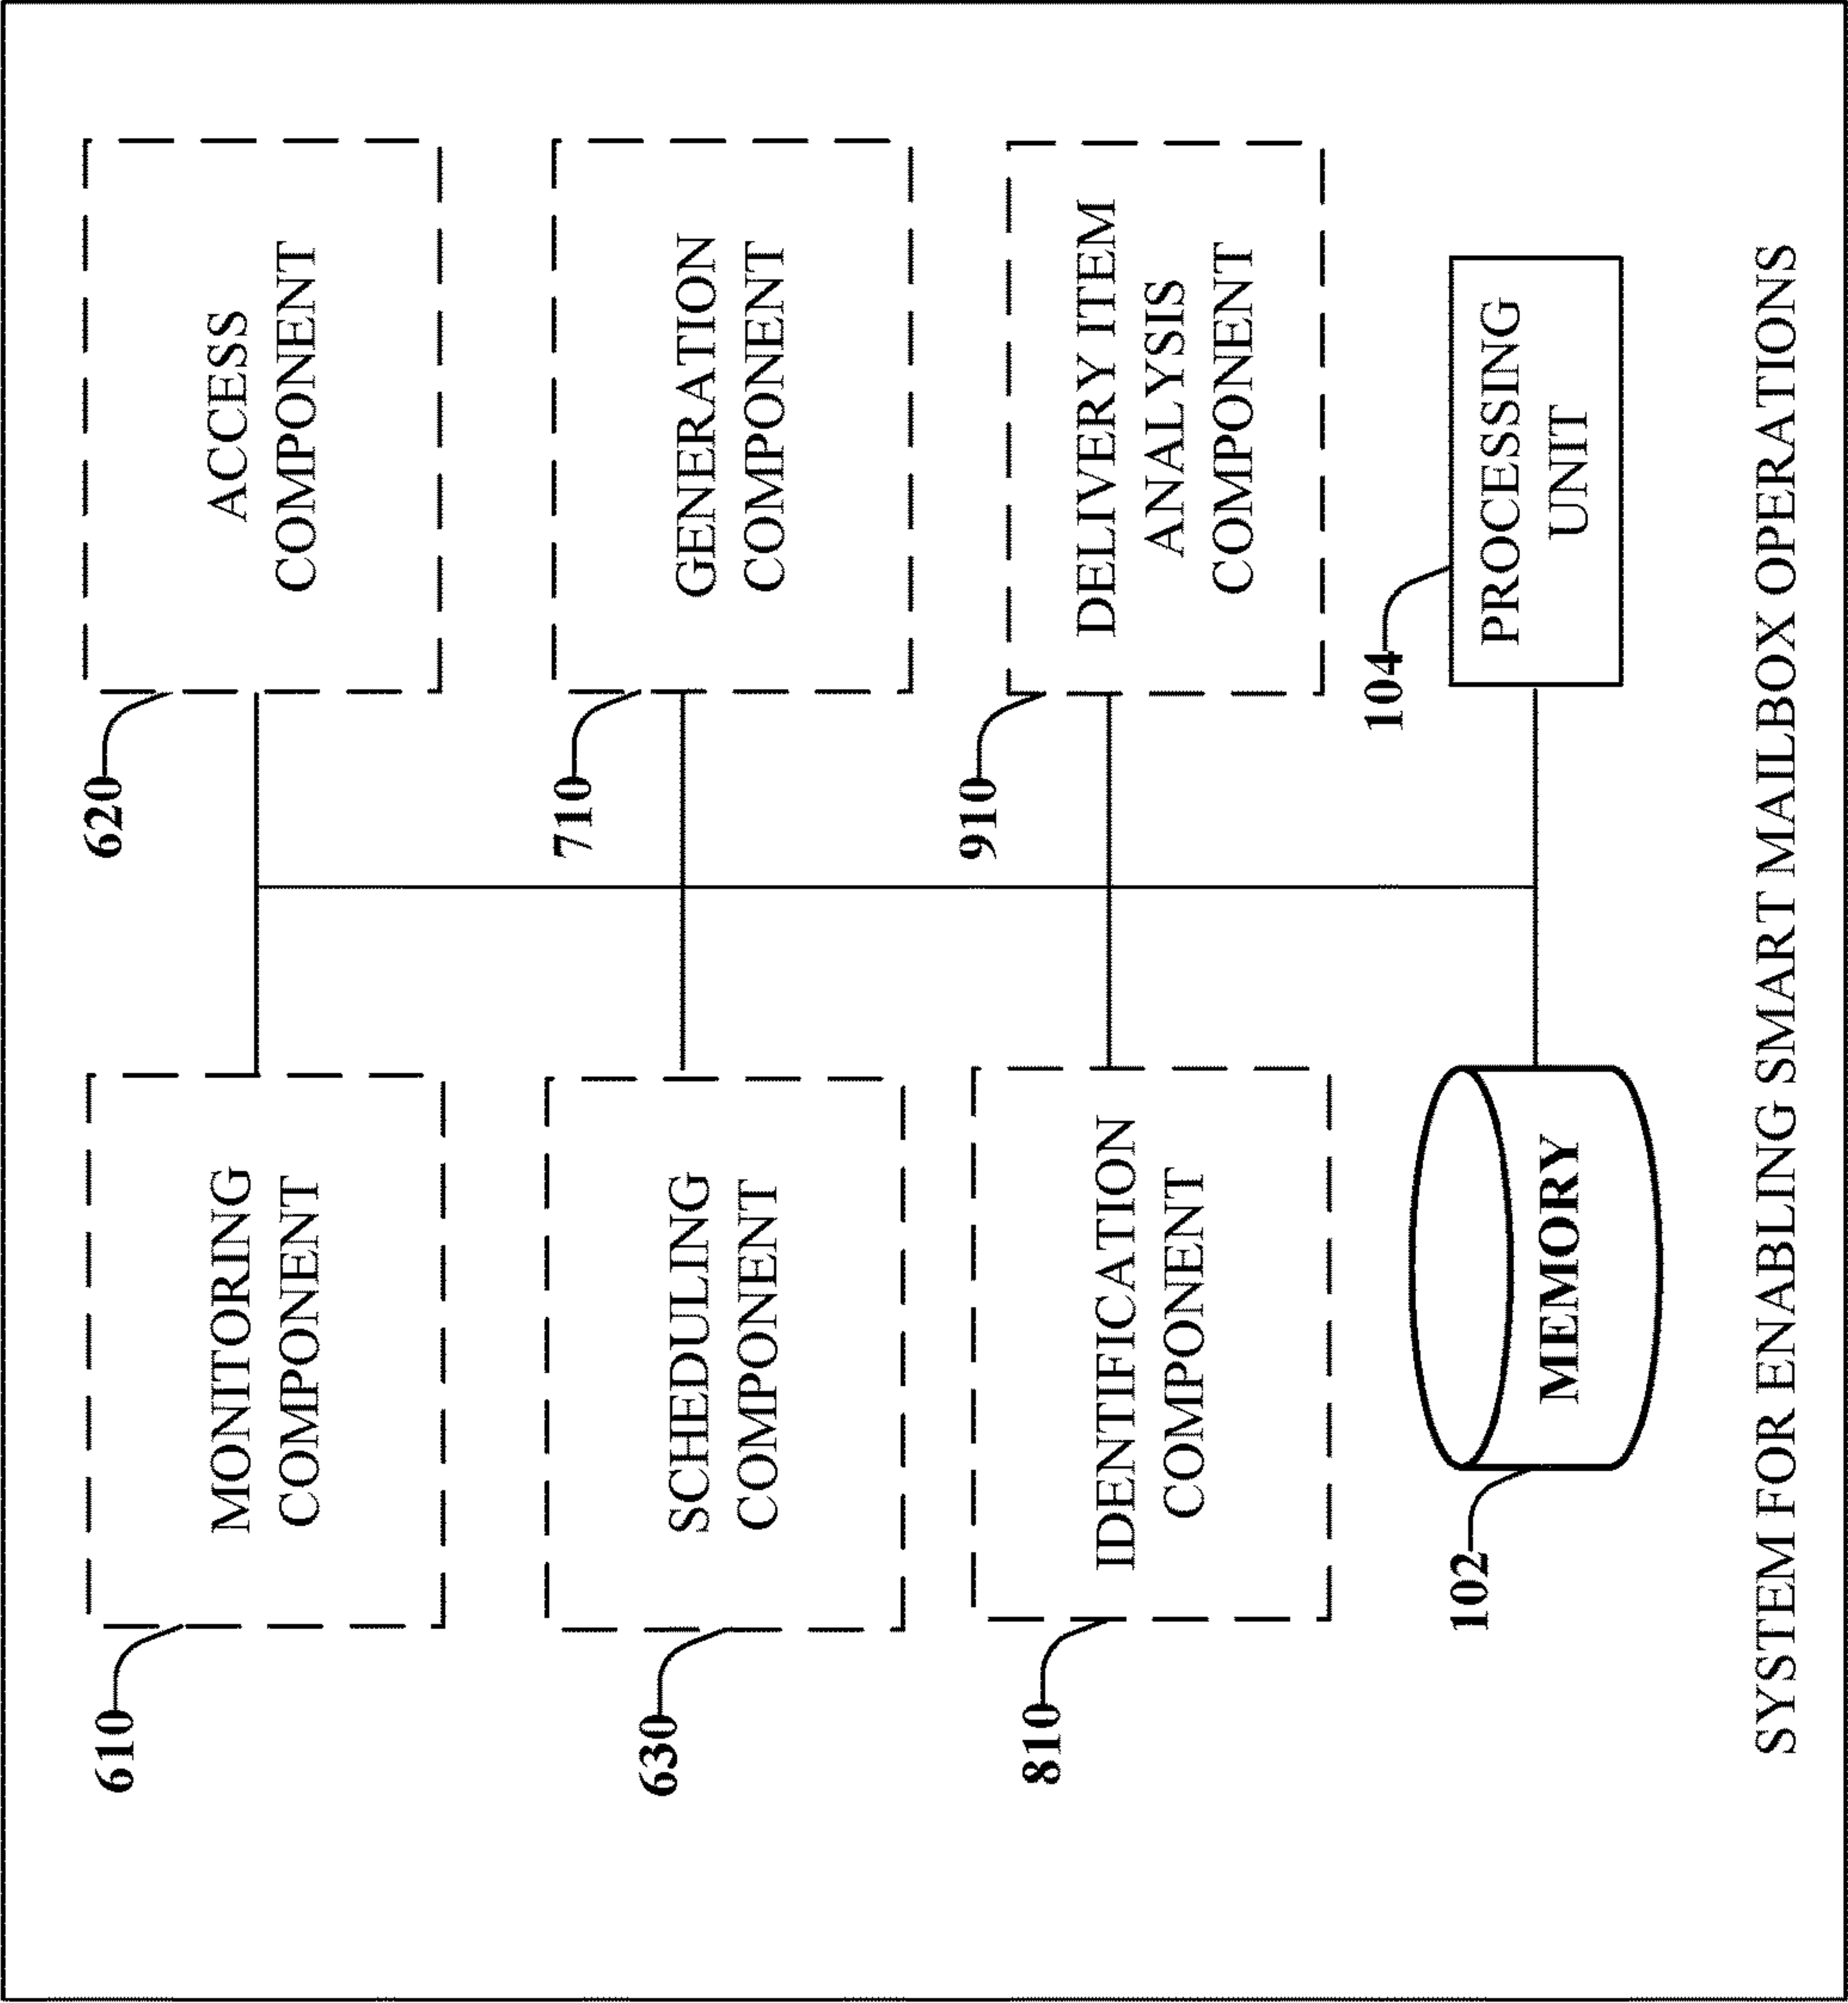 610
MONITORING
COMPONENT
620
ACCESS
COMPONENT
630
SCHEDULING
COMPONENT
710
GENERATION
COMPONENT
810
IDENTIFICATION
COMPONENT
910
DELIVERY ITEM
ANALYSIS
COMPONENT
102
MEMORY
104
PROCESSING
UNIT
SYSTEM FOR ENABLING SMART MAILBOX OPERATIONS